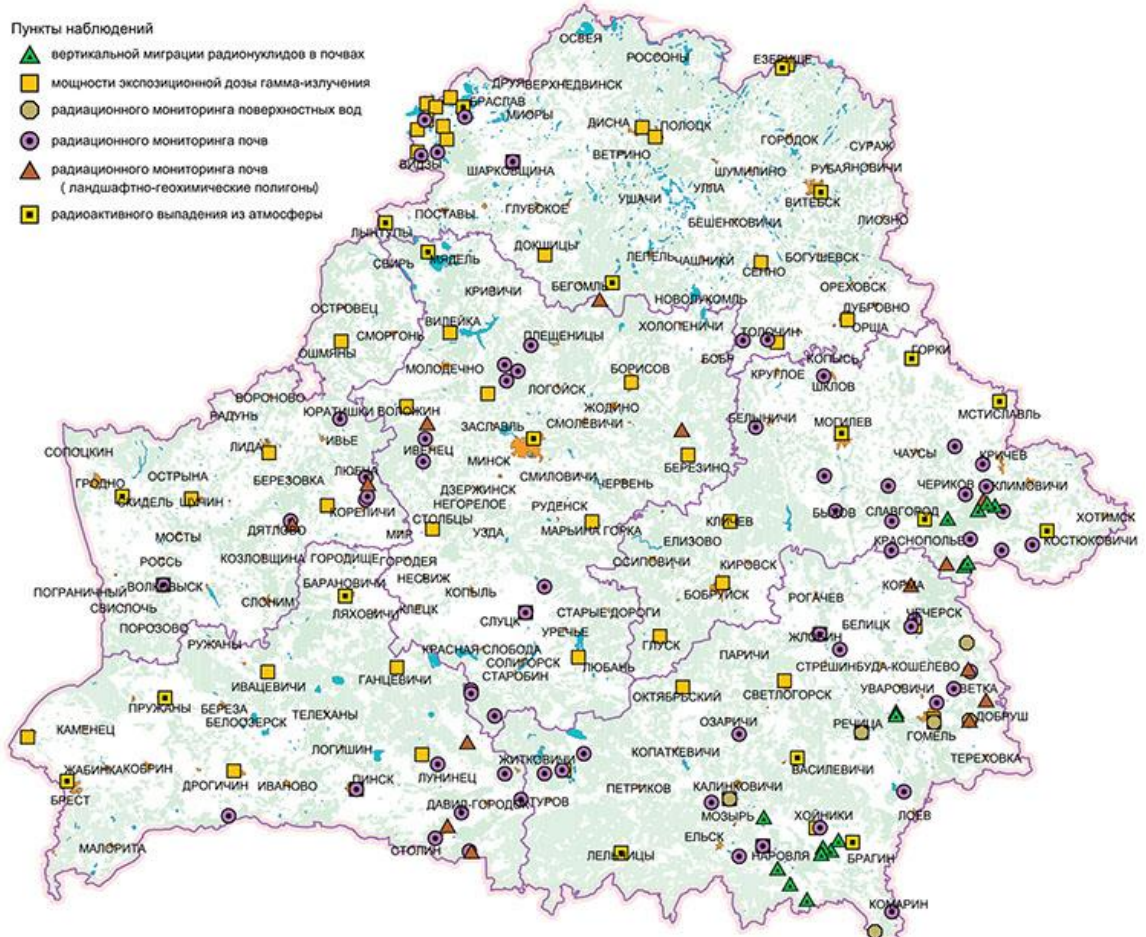 Пункты наблюдений
вертикальной миграции радионуклидов в почвах
мощности экспозиционной дозы гамма-излучения
радиационного мониторинга поверхностных вод
радиационного мониторинга почв
радиационного мониторинга почв
( ландшафтно-геохимические полигоны)
радиоактивного выпадения из атмосферы
ОСВЕЯ
РОССОНЫ
ЕЗЕРИЩЕ
ДРУЯ ВЕРХНЕДВИНСК
БРАСЛАВ
МИОРЫ
ДИСНА
ПОЛОЦК
ГОРОДОК
СУРАЖ
ВЕТРИНО
ВИДЗЫ
ШАРКОВЩИНА
ШУМИЛИНО
РУБА
ЯНОВИЧИ
УЛЛА
УШАЧИ
ВИТЕБСК
ГЛУБОКОЕ
ПОСТАВЫ
БЕШЕНКОВИЧИ
ЛИОЗНО
ЛЫНТУПЫ
ДОКШИЦЫ
ЛЕПЕЛЬ
ЧАШНИКИ
БОГУШЕВСК
СВИРЬ
МЯДЕЛЬ
СЕННО
БЕГОМЛЬ
КРИВИЧИ
НОВОЛУКОМЛЬ
ОРЕХОВСК
ОСТРОВЕЦ
ДУБРОВНО
ВИЛЕЙКА
ХОЛОПЕНИЧИ
ОРША
СМОРГОНЬ
ПЛЕЩЕНИЦЫ
ТОЛОЧИН
ОШМЯНЫ
БОБР
КОПЫСЬ
ГОРКИ
МОЛОДЕЧНО
БОРИСОВ
КРУГЛОЕ
ШКЛОВ
ЛОГОЙСК
ВОРОНОВО
ЖОДИНО
РАДУНЬ
ЮРАТИШКИ
ВОЛОЖИН
МСТИСЛАВЛЬ
БЕЛЫНИЧИ
МОГИЛЕВ
ЗАСЛАВЛЬ
СМОЛЕВИЧИ
ЛИДА
ИВЬЕ
ИВЕНЕЦ
СОПОЦКИН
МИНСК
БЕРЕЗИНО
ЧАУСЫ
КРИЧЕВ
ОСТРЫНА
ЛЮБЧА
СМИЛОВИЧИ
ЧЕРВЕНЬ
ГРОДНО
БЕРЕЗОВКА
ЧЕРИКОВ
КЛИМОВИЧИ
СКИДЕЛЬ
ЩУЧИН
ДЗЕРЖИНСК
НЕГОРЕЛОЕ
РУДЕНСК
КОРЕЛИЧИ
СТОЛБЦЫ
КЛИЧЕВ
БЫХОВ
СЛАВГОРОД
ХОТИМСК
ДЯТЛОВО
МИР
УЗДА
МАРЬИНА ГОРКА
МОСТЫ
ЕЛИЗОВО
КРАСНОПОЛЬЕ
КОСТЮКОВИЧИ
РОССЬ
КОЗЛОВЩИНА
ГОРОДИЩЕ
ГОРОДЕЯ
ОСИПОВИЧИ
КИРОВСК
ВОЛКОВЫСК
БАРАНОВИЧИ
НЕСВИЖ
ПОГРАНИЧНЫЙ
КОПЫЛЬ
БОБРУЙСК
РОГАЧЕВ
КОРМА
СВИСЛОЧЬ
СЛОНИМ
ЛЯХОВИЧИ
КЛЕЦК
СТАРЫЕ ДОРОГИ
ЧЕЧЕРСК
ПОРОЗОВО
СЛУЦК
УРЕЧЬЕ
БЕЛИЦК
ЖЛОБИН
РУЖАНЫ
ГЛУСК
КРАСНАЯ СЛОБОДА
ПАРИЧИ
СОЛИГОРСК
СТАРОБИН
ЛЮБАНЬ
СТРЕШИН
БУДА-КОШЕЛЕВО
ИВАЦЕВИЧИ
ГАНЦЕВИЧИ
ОКТЯБРЬСКИЙ
СВЕТЛОГОРСК
УВАРОВИЧИ
ВЕТКА
ПРУЖАНЫ
БЕРЕЗА
ТЕЛЕХАНЫ
БЕЛООЗЕРСК
ОЗАРИЧИ
РЕЧИЦА
ДОБРУШ
КАМЕНЕЦ
ГОМЕЛЬ
ЛОГИШИН
КОПАТКЕВИЧИ
ТЕРЕХОВКА
ЖАБИНКА
КОБРИН
ЖИТКОВИЧИ
ВАСИЛЕВИЧИ
ДРОГИЧИН
ИВАНОВО
ПИНСК
ЛУНИНЕЦ
ПЕТРИКОВ
КАЛИНКОВИЧИ
БРЕСТ
ДАВИД-ГОРОДОК
ТУРОВ
МОЗЫРЬ
ХОЙНИКИ
ЛОЕВ
ЕЛЬСК
МАЛОРИТА
СТОЛИН
ЛЕЛЬЧИЦЫ
НАРОВЛЯ
БРАГИН
КОМАРИН